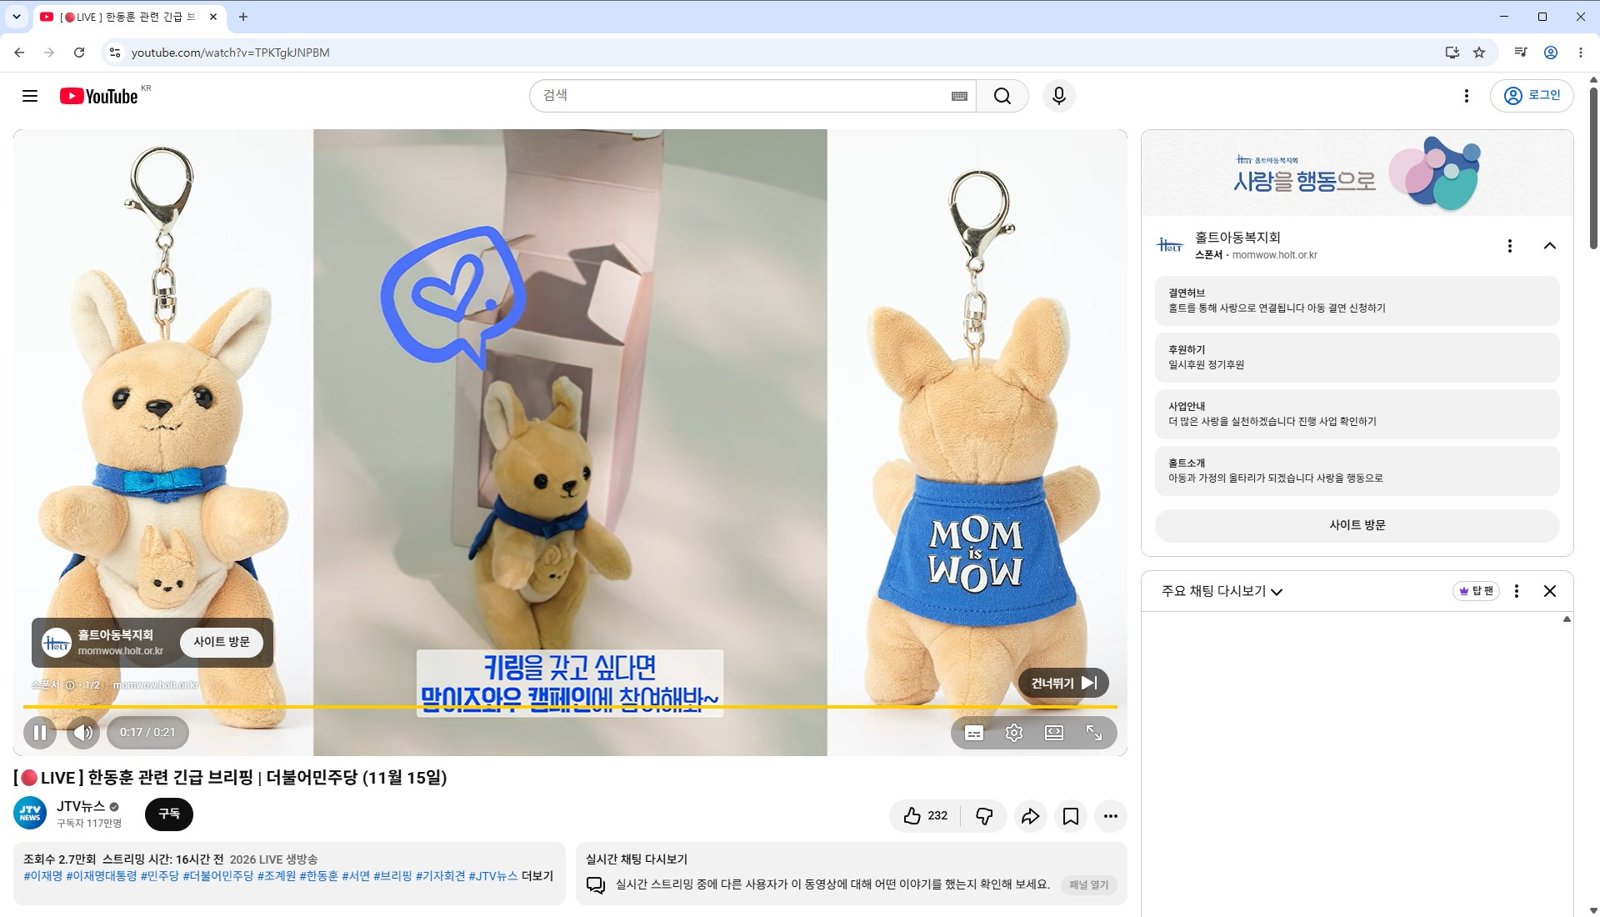 [🔴LIVE ] 한동훈 관련 긴급 브
youtube.com/watch?v=TPKTgkJNPBM
YouTube KR
검색
로그인
MOM
is
WOW
홀트아동복지회
momwow.holt.or.kr
사이트 방문
스폰서 · 1/2 · momwow.holt.or.kr
키링을 갖고 싶다면
맘이즈와우 캠페인에 참여해봐~
건너뛰기
0:17 / 0:21
[🔴LIVE ] 한동훈 관련 긴급 브리핑 | 더불어민주당 (11월 15일)
JTV NEWS
JTV뉴스
구독자 117만명
구독
232
조회수 2.7만회 스트리밍 시간: 16시간 전 2026 LIVE 생방송
#이재명 #이재명대통령 #민주당 #더불어민주당 #조계원 #한동훈 #서면 #브리핑 #기자회견 #JTV뉴스 더보기
실시간 채팅 다시보기
실시간 스트리밍 중에 다른 사용자가 이 동영상에 대해 어떤 이야기를 했는지 확인해 보세요.
패널 열기
홀트아동복지회
사랑을 행동으로
HOLT
홀트아동복지회
스폰서 · momwow.holt.or.kr
결연허브
홀트를 통해 사랑으로 연결됩니다 아동 결연 신청하기
후원하기
일시후원 정기후원
사업안내
더 많은 사랑을 실천하겠습니다 진행 사업 확인하기
홀트소개
아동과 가정의 울타리가 되겠습니다 사랑을 행동으로
사이트 방문
주요 채팅 다시보기
탑 팬